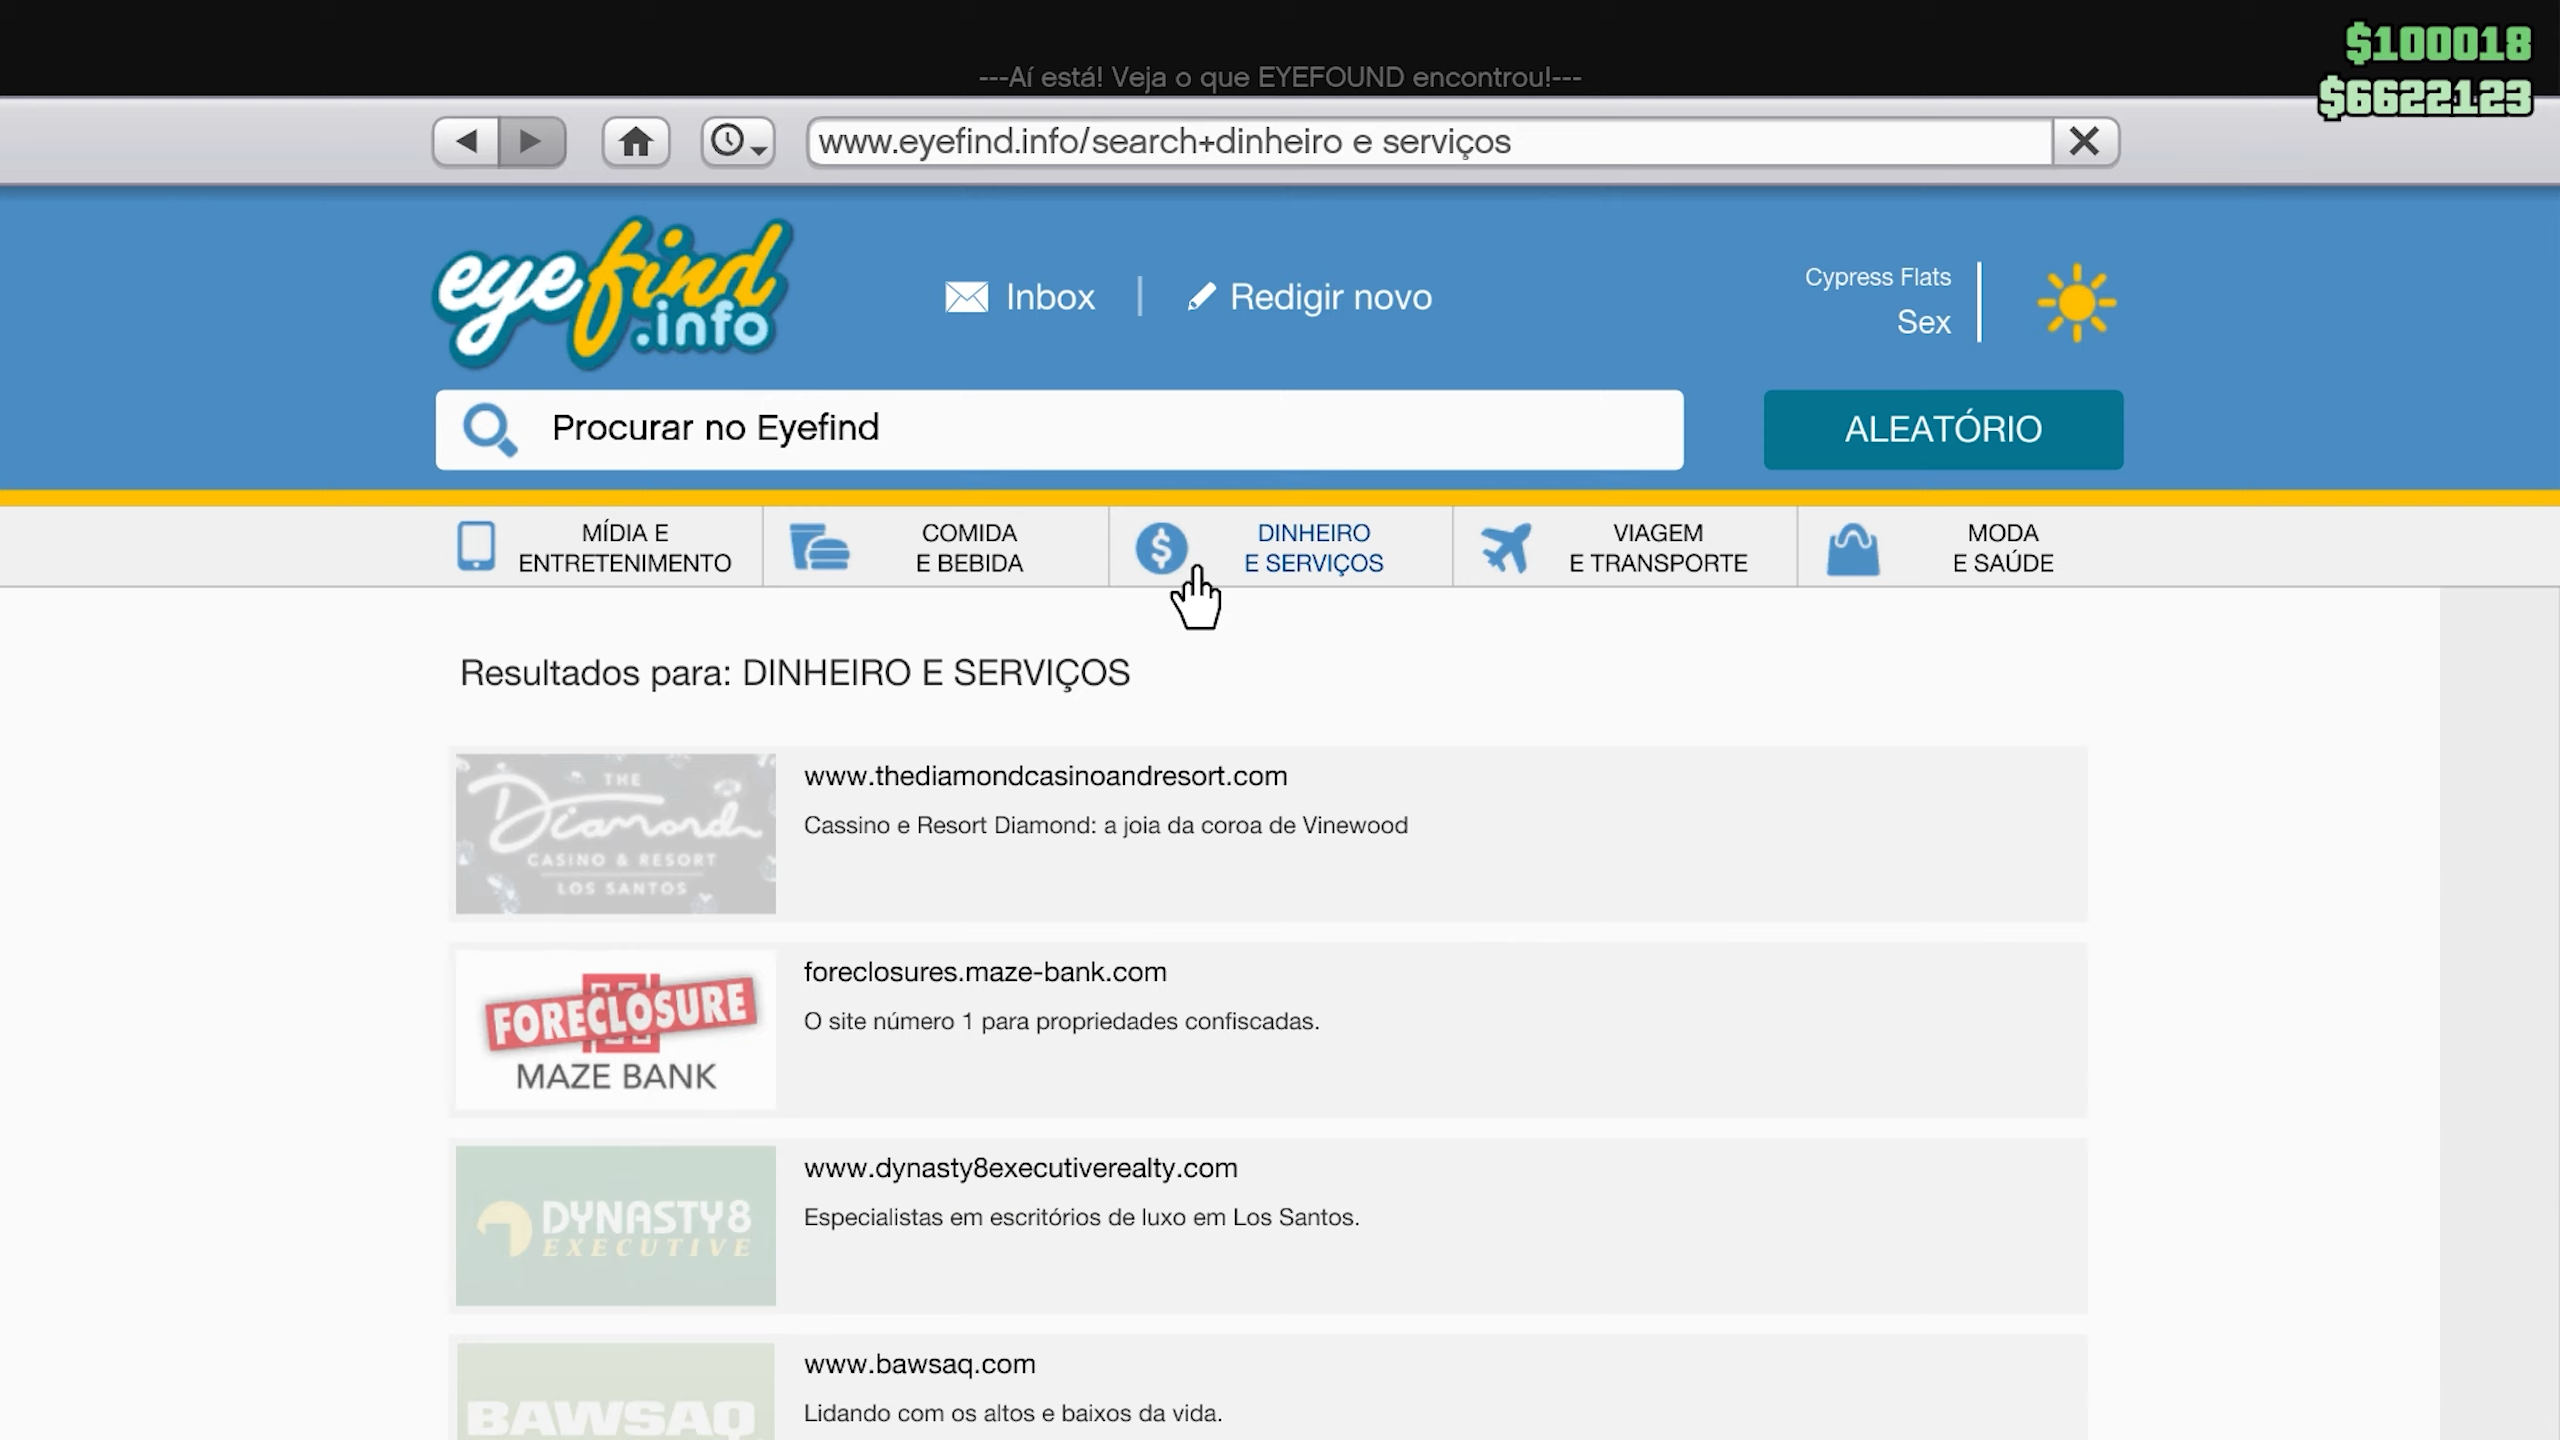 ---Aí está! Veja o que EYEFOUND encontrou!---
$100018
$6622123
www.eyefind.info/search+dinheiro e serviços
eyefind
.info
Inbox
Redigir novo
Cypress Flats
Sex
Procurar no Eyefind
ALEATÓRIO
MÍDIA E
ENTRETENIMENTO
COMIDA
E BEBIDA
DINHEIRO
E SERVIÇOS
VIAGEM
E TRANSPORTE
MODA
E SAÚDE
Resultados para: DINHEIRO E SERVIÇOS
THE
Diamond
CASINO & RESORT
LOS SANTOS
www.thediamondcasinoandresort.com
Cassino e Resort Diamond: a joia da coroa de Vinewood
FORECLOSURE
MAZE BANK
foreclosures.maze-bank.com
O site número 1 para propriedades confiscadas.
DYNASTY8
EXECUTIVE
www.dynasty8executiverealty.com
Especialistas em escritórios de luxo em Los Santos.
BAWSAQ
www.bawsaq.com
Lidando com os altos e baixos da vida.